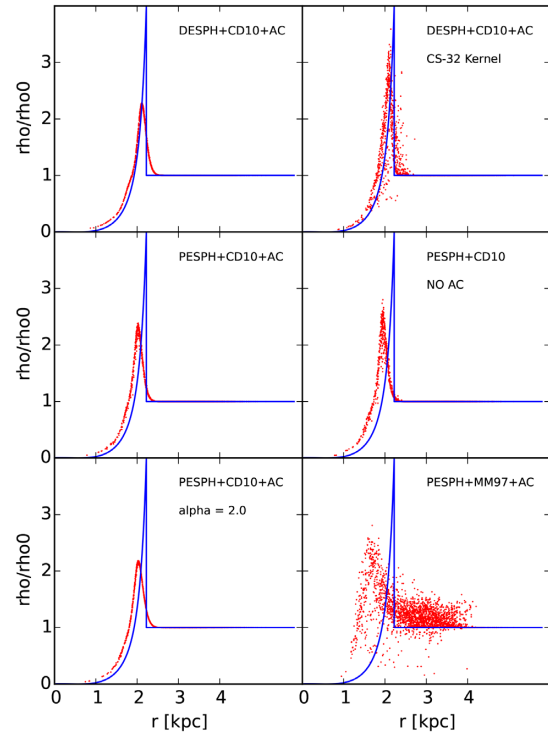 DESPH+CD10+AC
DESPH+CD10+AC
CS-32 Kernel
rho/rho0
3
2
1
0
PESPH+CD10+AC
PESPH+CD10
NO AC
rho/rho0
3
2
1
0
PESPH+CD10+AC
alpha = 2.0
PESPH+MM97+AC
rho/rho0
3
2
1
0
0 1 2 3 4
0 1 2 3 4
r [kpc]
r [kpc]